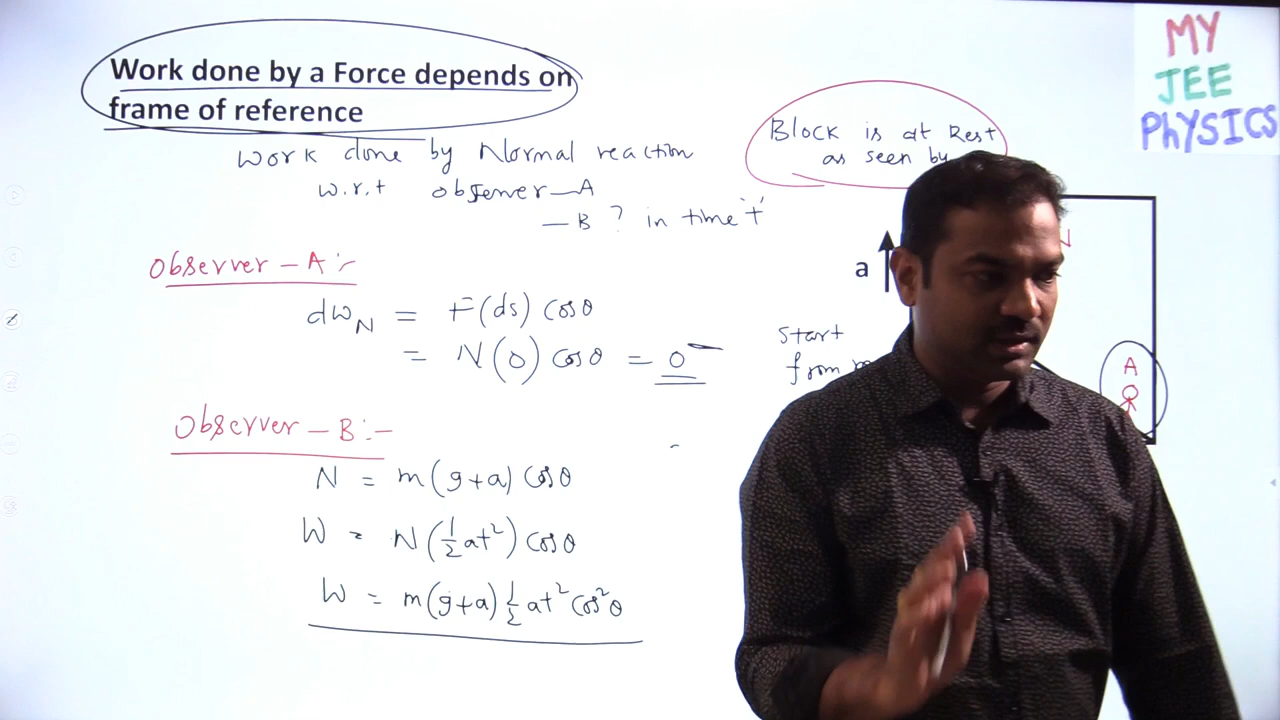 Work done by a Force depends on
frame of reference
Work done by Normal reaction
w.r.t observer—A
—B ? in time 't'
Observer – A :-
dw_N = F(ds) cosθ
= N(0) cosθ = 0
Observer – B :-
N = m(g+a) cosθ
W = N(½at²) cosθ
W = m(g+a) ½ at² cos²θ
Block is at Rest
as seen by
N
a
Start
from
A
MY
JEE
PhYSICS